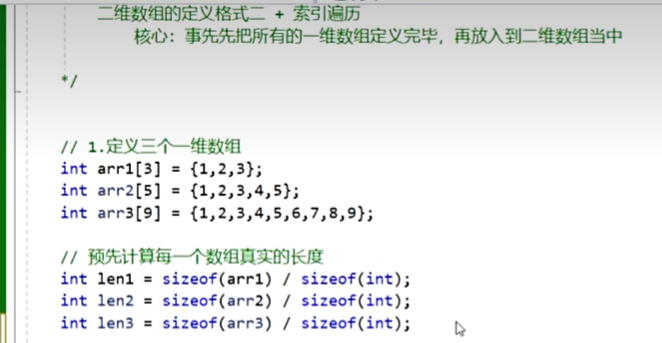 二维数组的定义格式二 + 索引遍历
核心：事先先把所有的一维数组定义完毕，再放入到二维数组当中
*/
// 1.定义三个一维数组
int arr1[3] = {1,2,3};
int arr2[5] = {1,2,3,4,5};
int arr3[9] = {1,2,3,4,5,6,7,8,9};
// 预先计算每一个数组真实的长度
int len1 = sizeof(arr1) / sizeof(int);
int len2 = sizeof(arr2) / sizeof(int);
int len3 = sizeof(arr3) / sizeof(int);